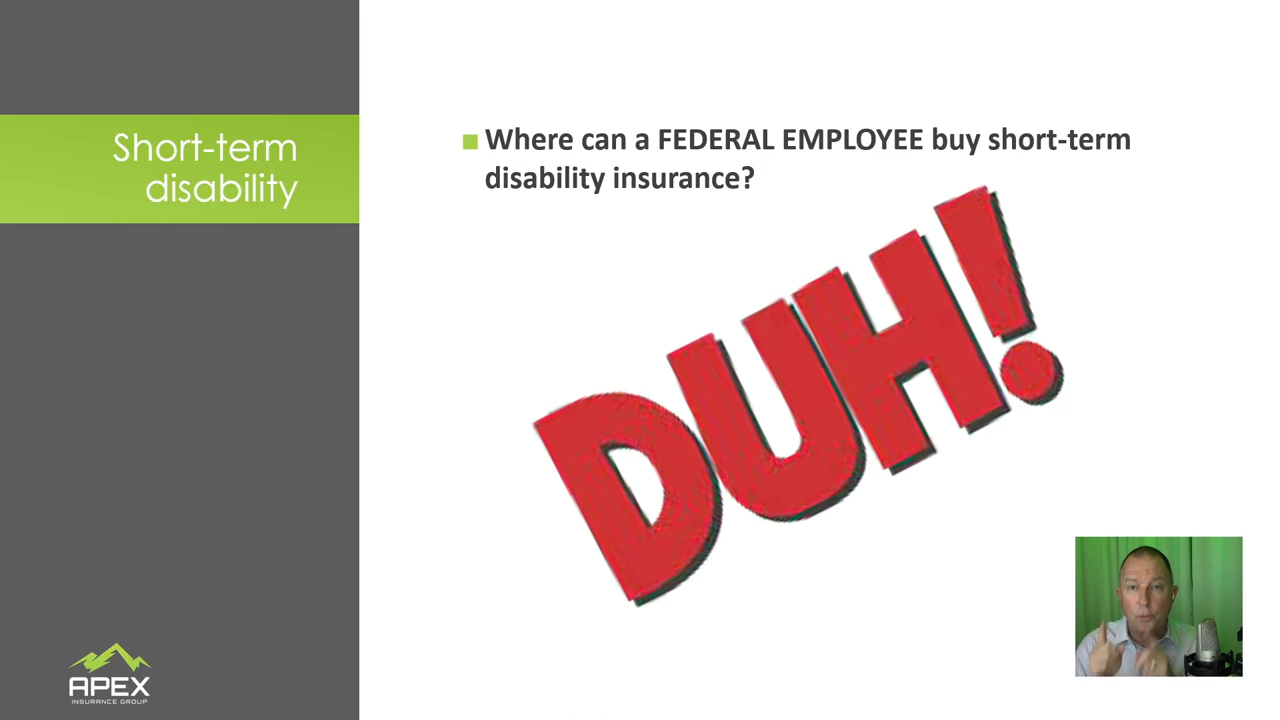 Short-term
disability
Where can a FEDERAL EMPLOYEE buy short-term
disability insurance?
DUH!
APEX
INSURANCE GROUP